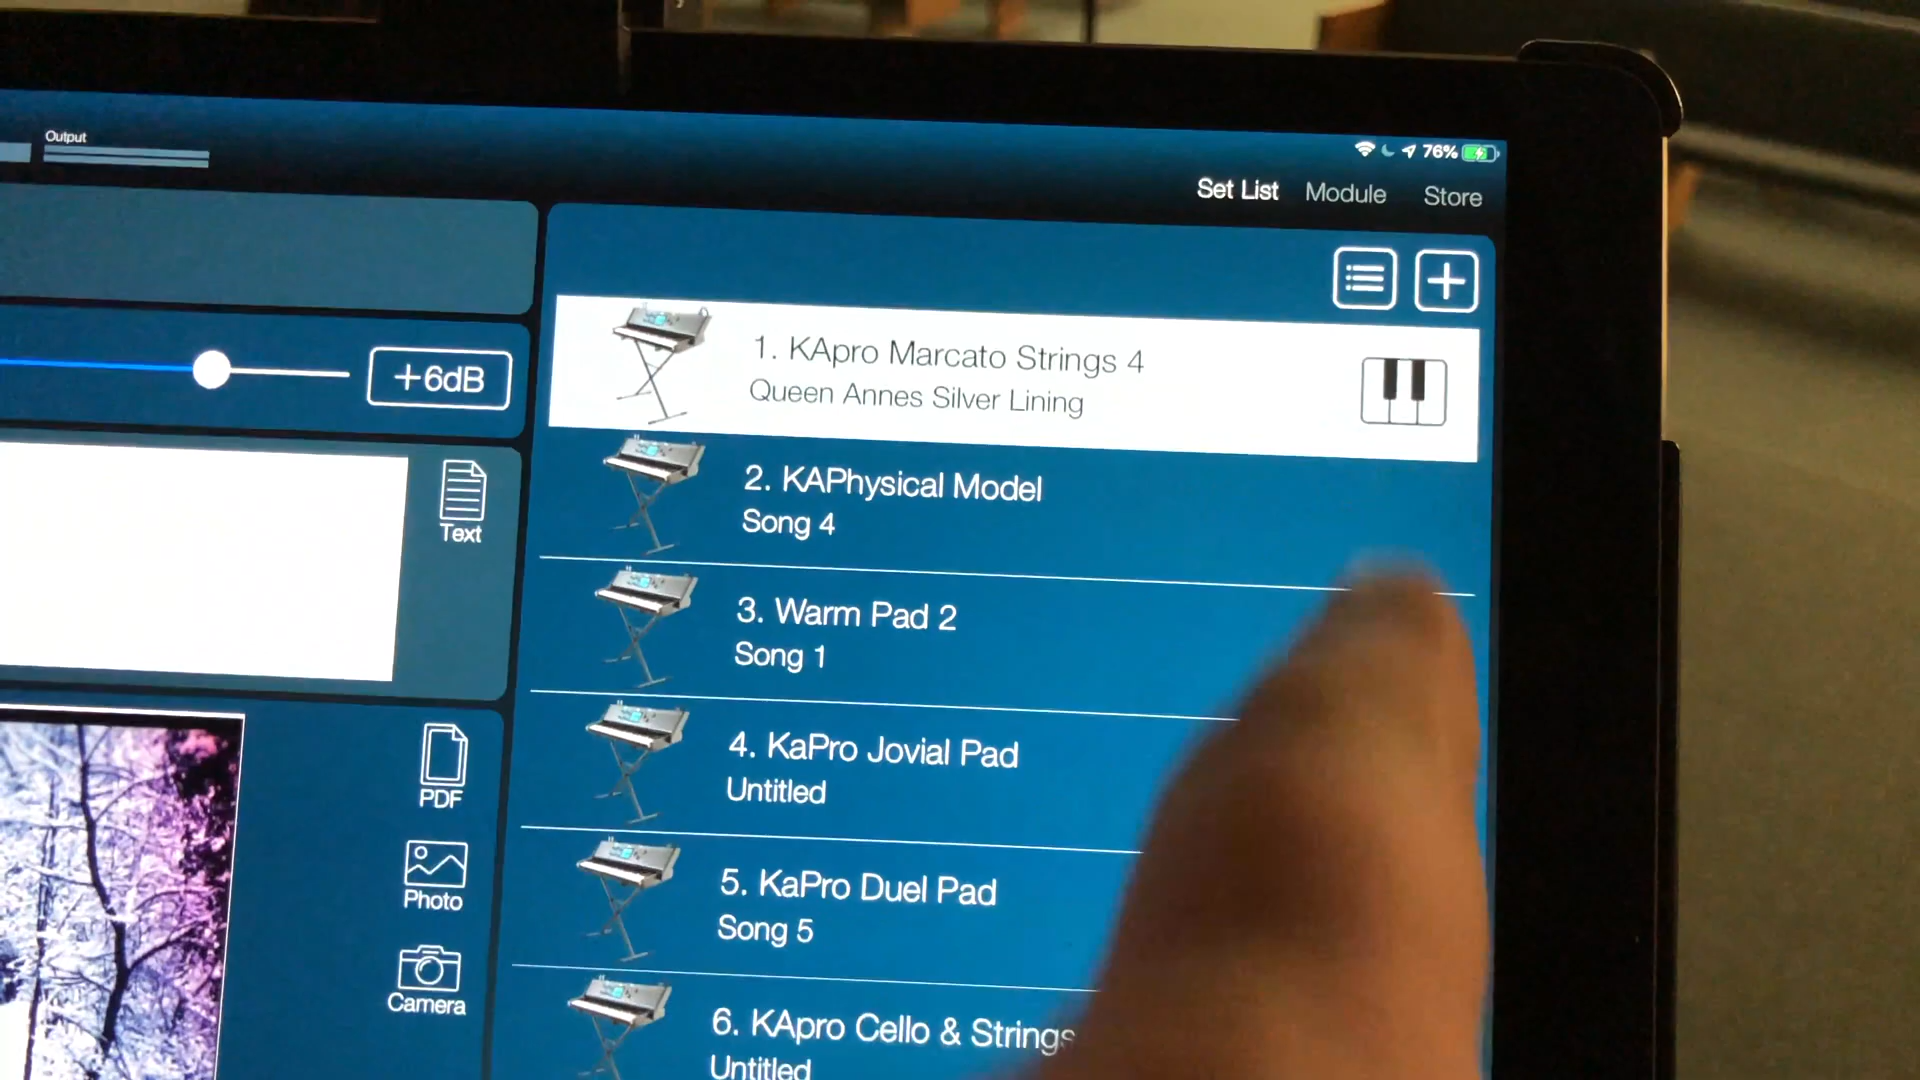 Output
76%
Set List Module Store
+6dB
1. KApro Marcato Strings 4
Queen Annes Silver Lining
2. KAPhysical Model
Song 4
Text
3. Warm Pad 2
Song 1
4. KaPro Jovial Pad
Untitled
PDF
5. KaPro Duel Pad
Song 5
Photo
Camera
6. KApro Cello & Strings
Untitled